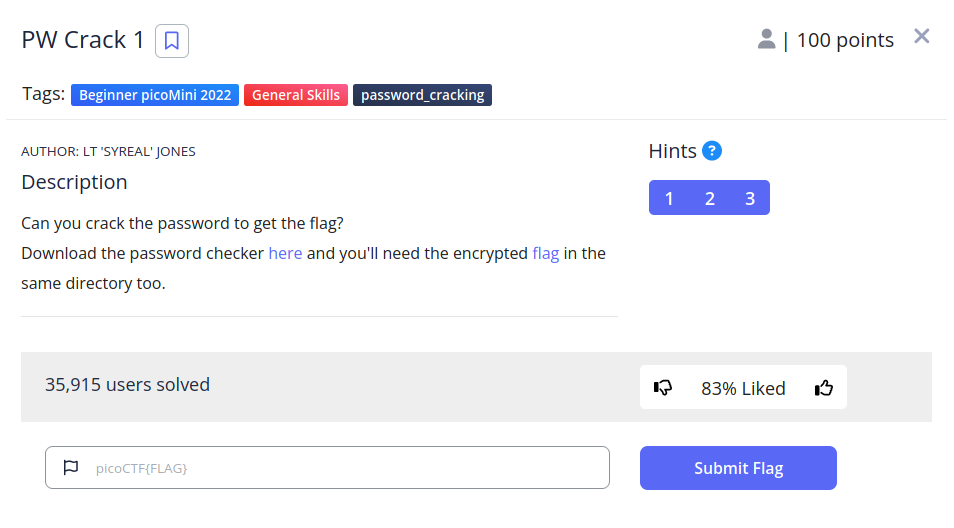 PW Crack 1
| 100 points
Tags: Beginner picoMini 2022 General Skills password_cracking
AUTHOR: LT 'SYREAL' JONES
Hints ?
Description
1 2 3
Can you crack the password to get the flag?
Download the password checker here and you'll need the encrypted flag in the
same directory too.
35,915 users solved
83% Liked
picoCTF{FLAG}
Submit Flag